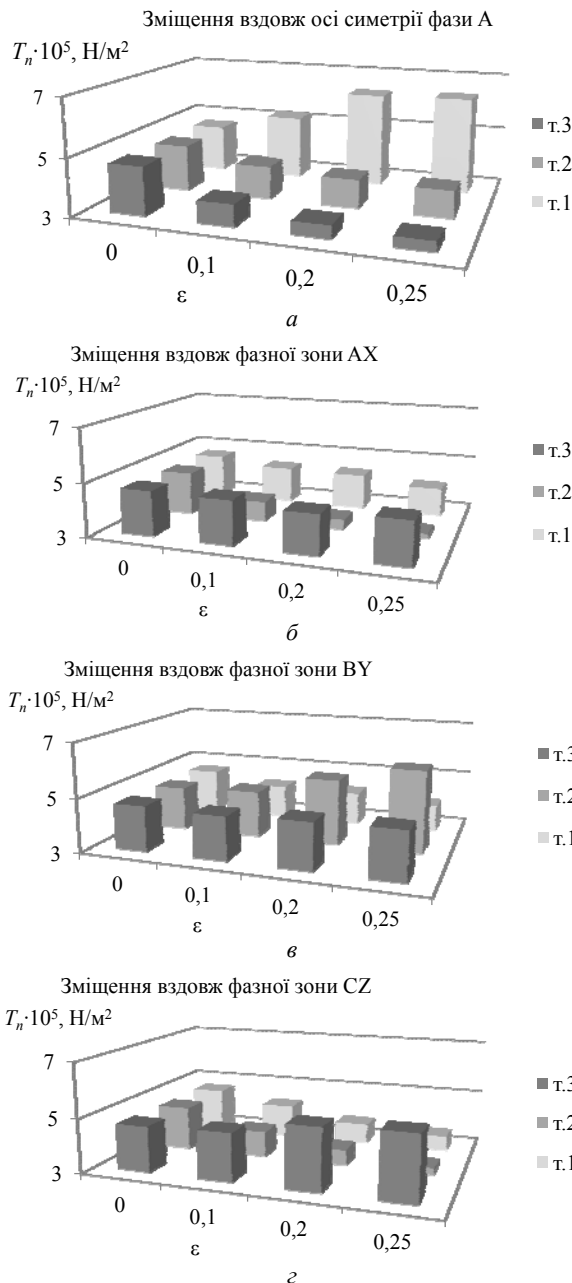 Зміщення вздовж осі симетрії фази А
Tₙ·10⁵, Н/м²
7
5
3
0
0,1
0,2
0,25
ε
т.3
т.2
т.1
а
Зміщення вздовж фазної зони AX
Tₙ·10⁵, Н/м²
7
5
3
0
0,1
0,2
0,25
ε
т.3
т.2
т.1
б
Зміщення вздовж фазної зони BY
Tₙ·10⁵, Н/м²
7
5
3
0
0,1
0,2
0,25
ε
т.3
т.2
т.1
в
Зміщення вздовж фазної зони CZ
Tₙ·10⁵, Н/м²
7
5
3
0
0,1
0,2
0,25
ε
т.3
т.2
т.1
г